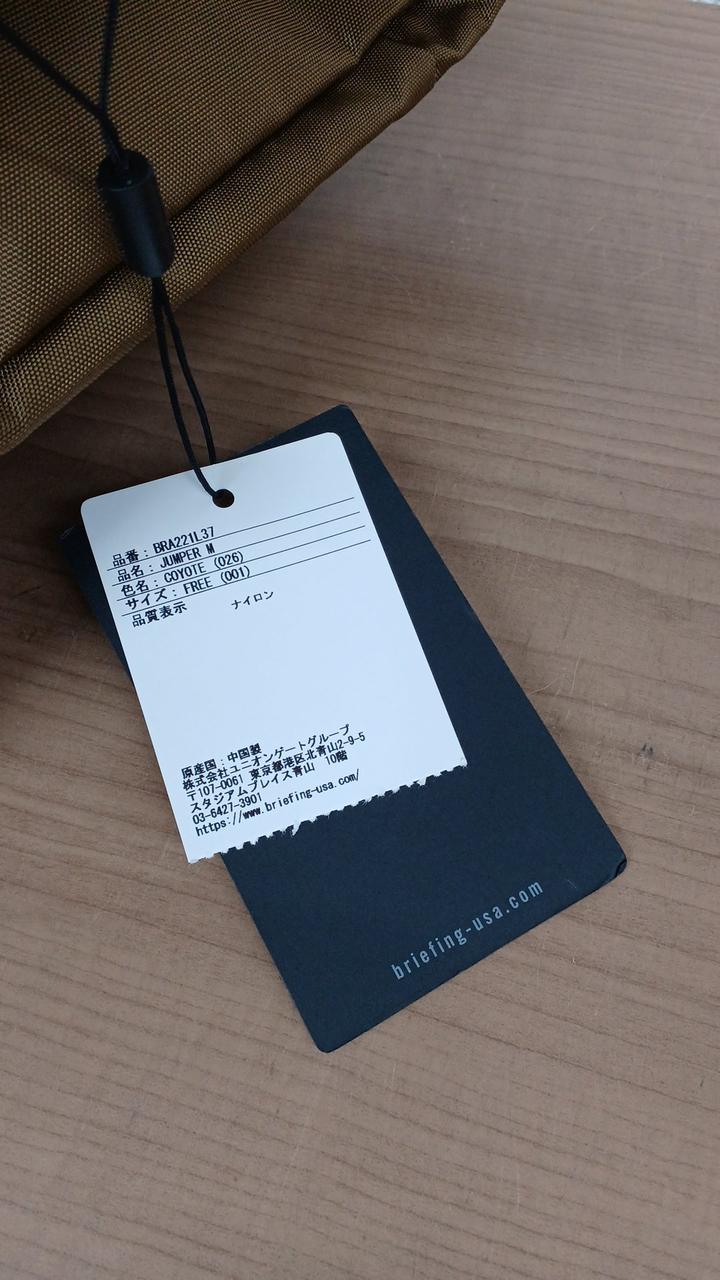 品番：BRA221L37
品名：JUMPER M
色名：COYOTE (026)
サイズ：FREE (001)
品質表示 ナイロン
原産国：中国製
株式会社ユニオンゲートグループ
〒107-0061 東京都港区北青山2-9-5
スタジアムプレイス青山 10階
03-6427-3901
https://www.briefing-usa.com/
briefing-usa.com